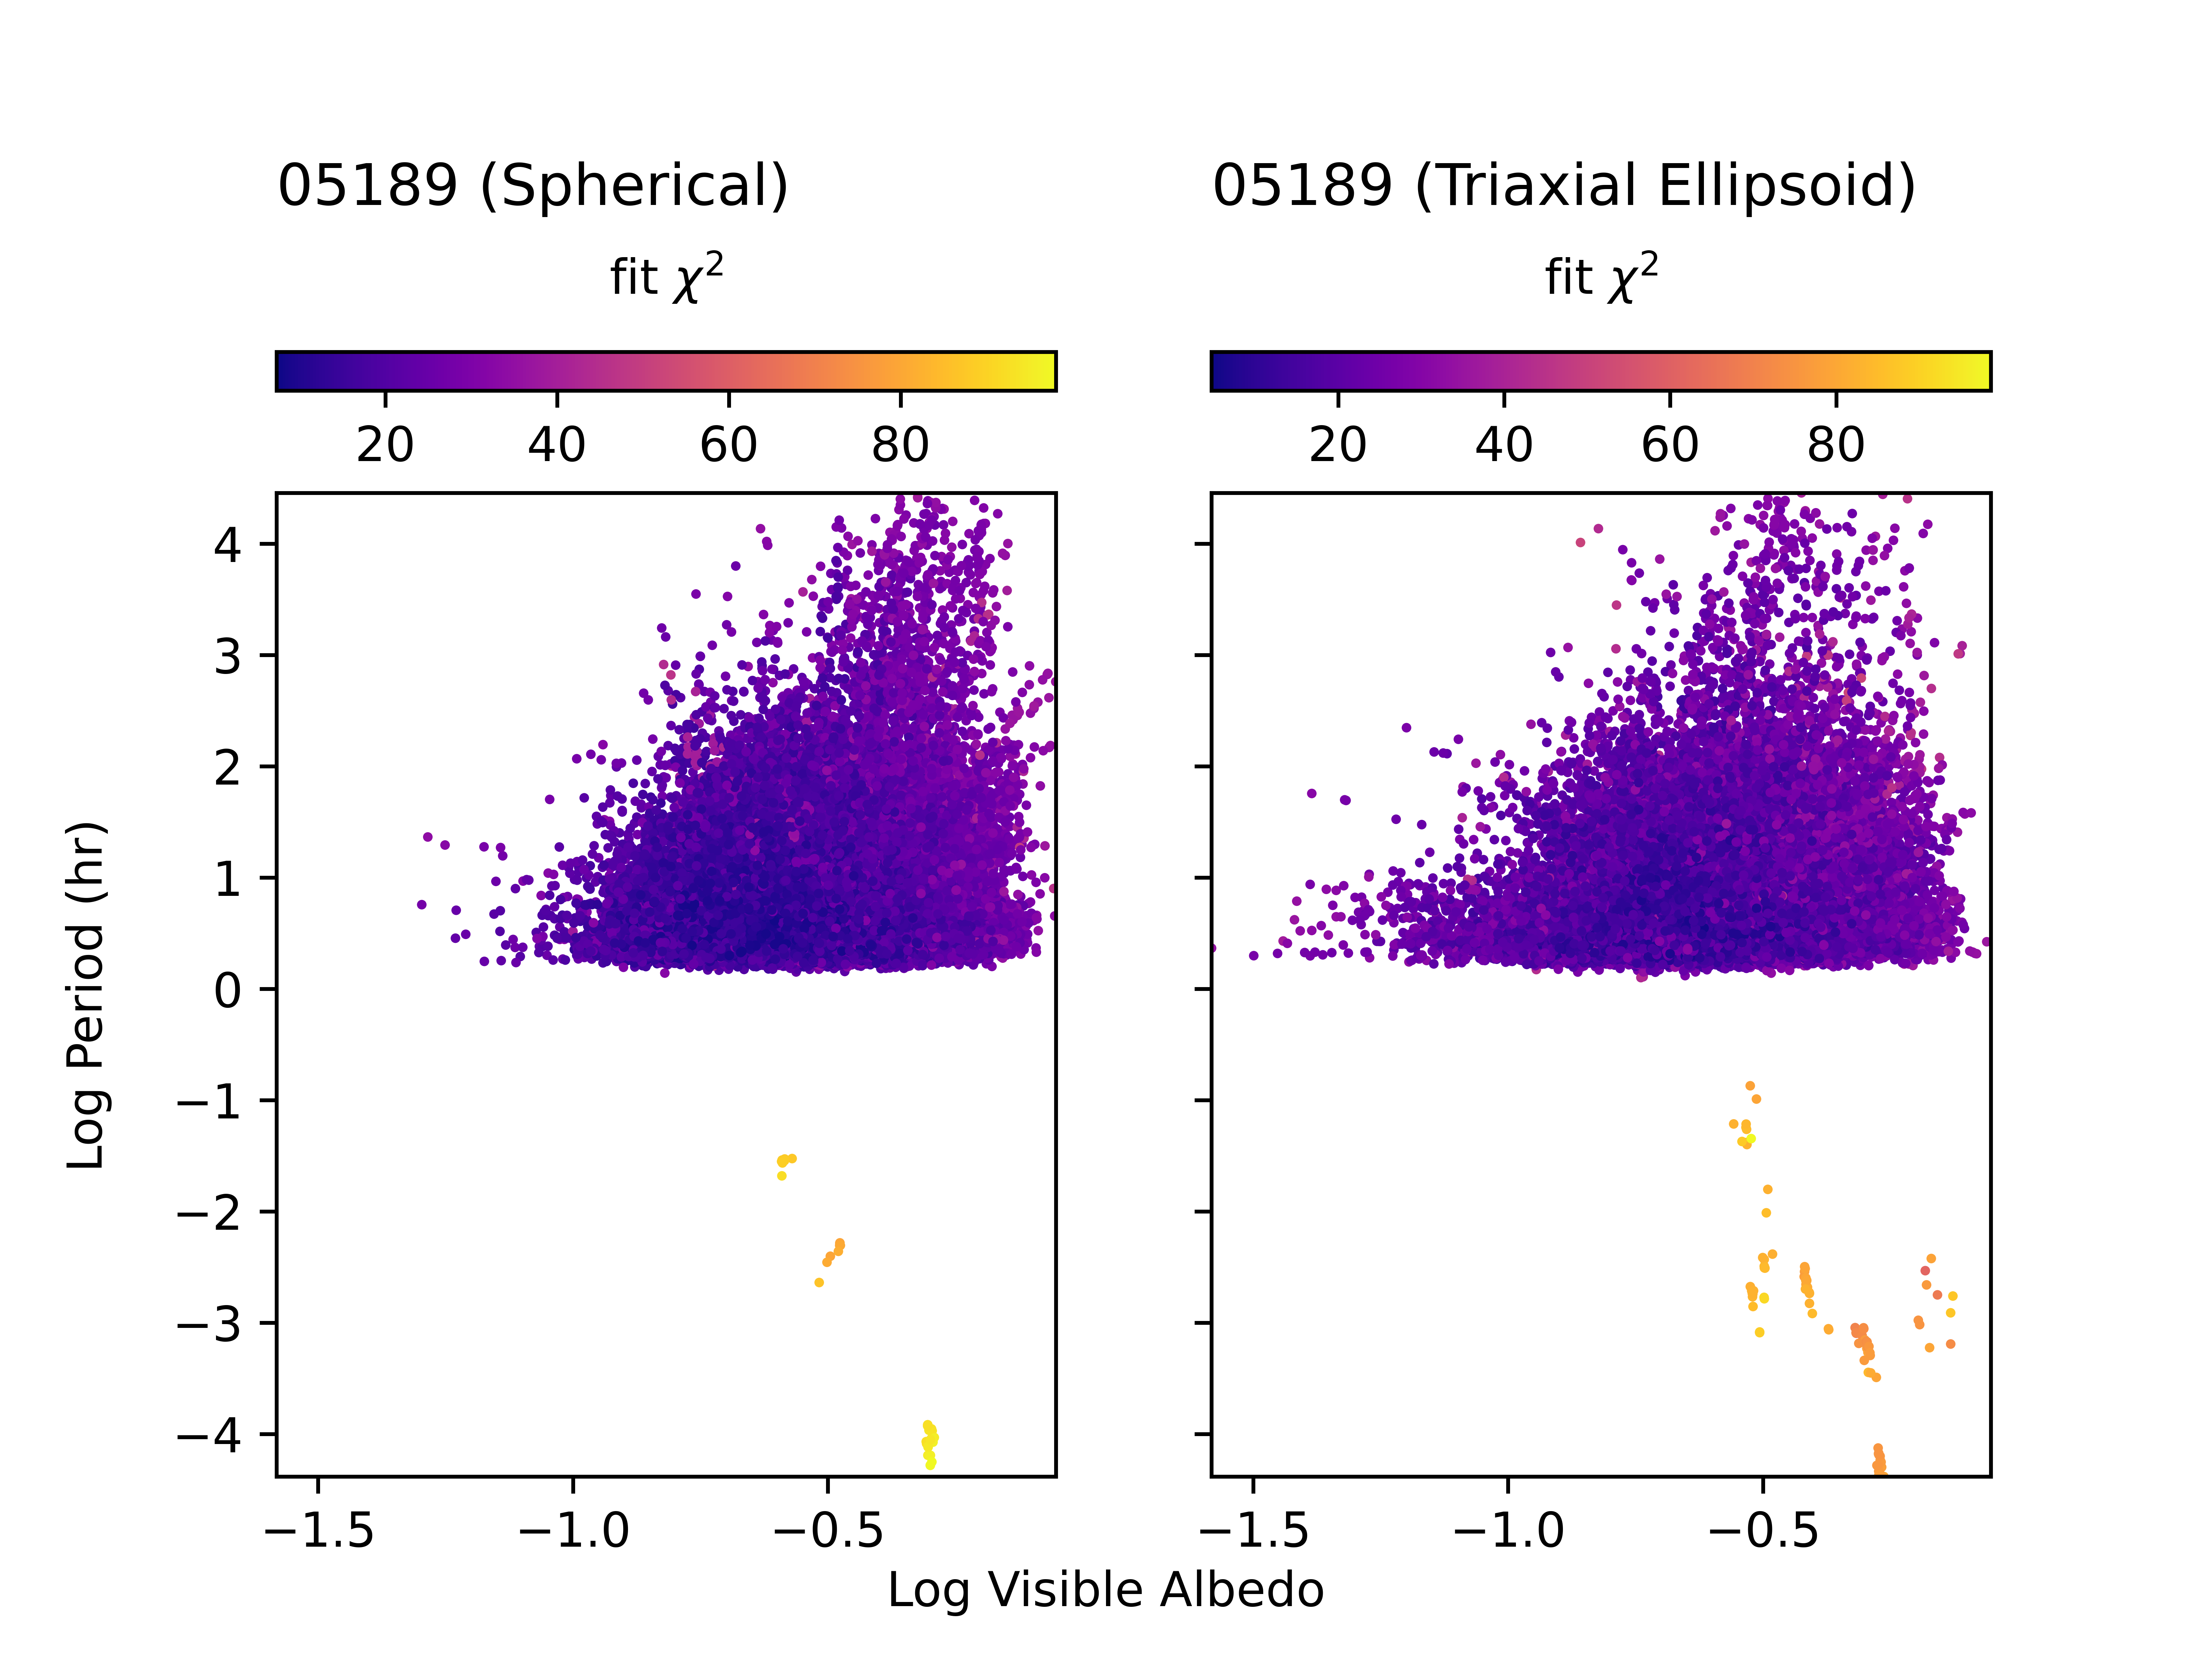 05189 (Spherical)
05189 (Triaxial Ellipsoid)
fit χ²
fit χ²
20 40 60 80
20 40 60 80
4
3
2
1
0
−1
−2
−3
−4
Log Period (hr)
−1.5 −1.0 −0.5
−1.5 −1.0 −0.5
Log Visible Albedo